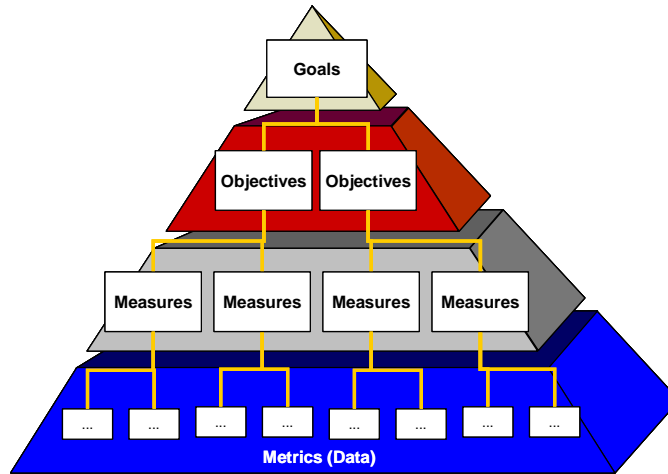 Goals
Objectives Objectives
Measures Measures Measures Measures
... ... ... ... ... ... ... ...
Metrics (Data)